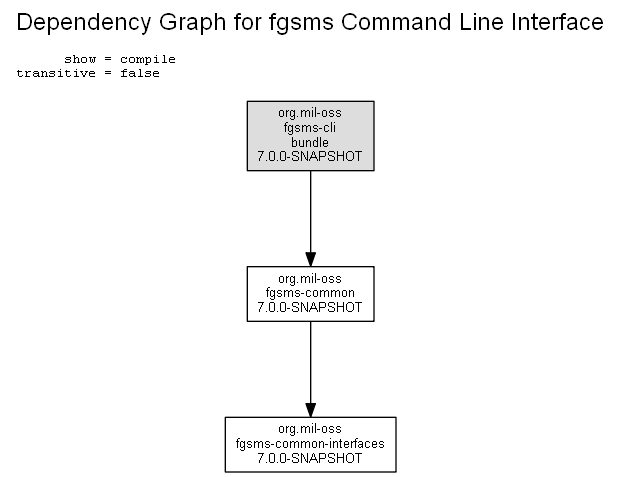 Dependency Graph for fgsms Command Line Interface
show = compile
transitive = false
org.mil-oss
fgsms-cli
bundle
7.0.0-SNAPSHOT
org.mil-oss
fgsms-common
7.0.0-SNAPSHOT
org.mil-oss
fgsms-common-interfaces
7.0.0-SNAPSHOT